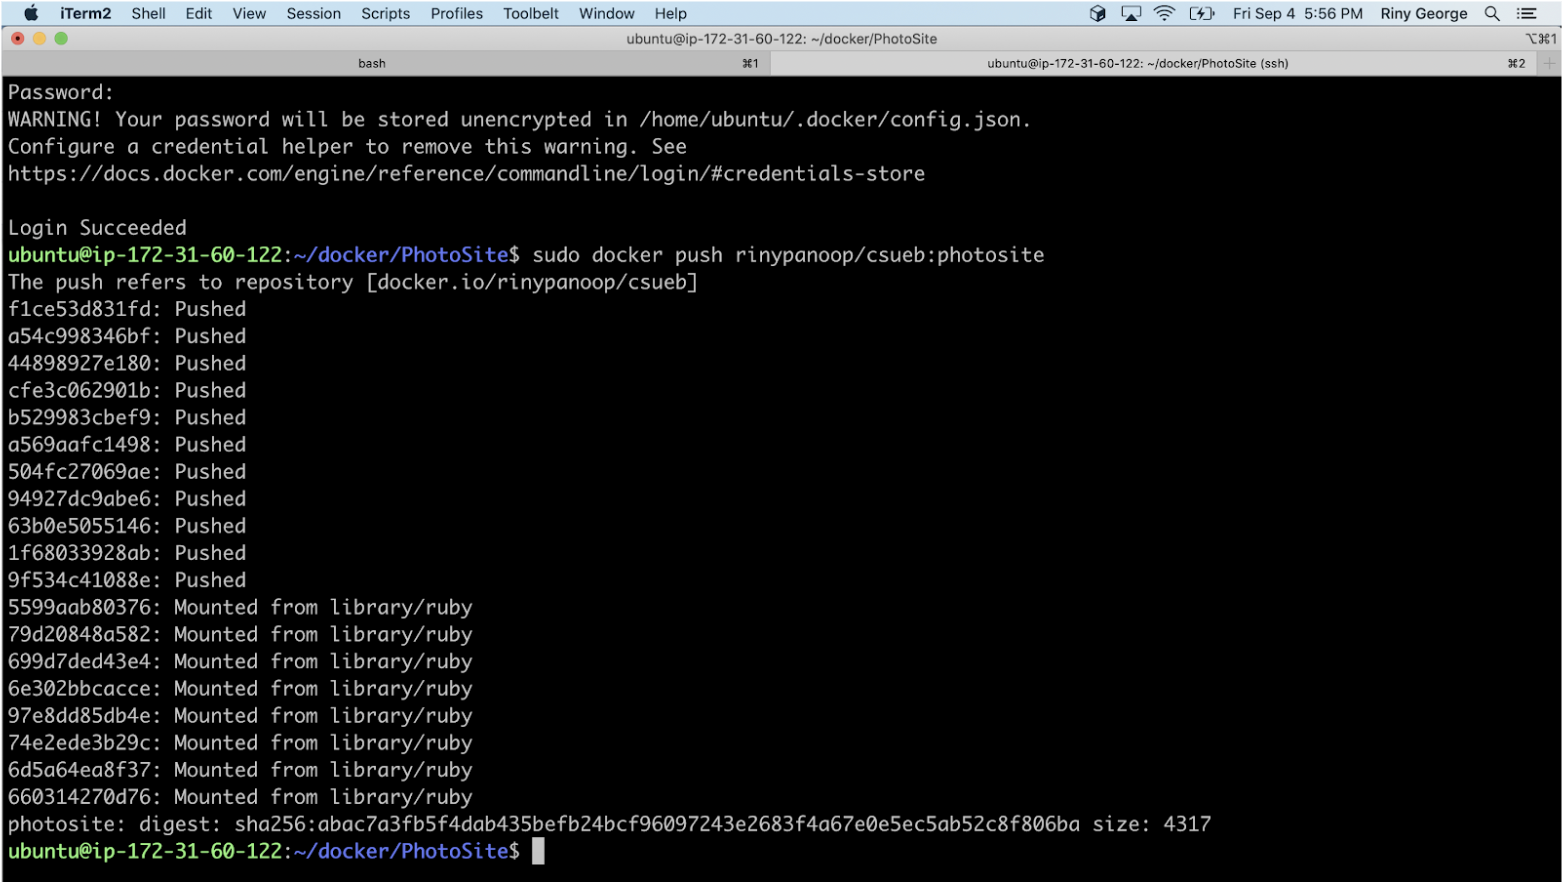 iTerm2 Shell Edit View Session Scripts Profiles Toolbelt Window Help Fri Sep 4 5:56 PM Riny George
ubuntu@ip-172-31-60-122: ~/docker/PhotoSite ⌥⌘1
bash ⌘1 ubuntu@ip-172-31-60-122: ~/docker/PhotoSite (ssh) ⌘2
Password:
WARNING! Your password will be stored unencrypted in /home/ubuntu/.docker/config.json.
Configure a credential helper to remove this warning. See
https://docs.docker.com/engine/reference/commandline/login/#credentials-store
Login Succeeded
ubuntu@ip-172-31-60-122:~/docker/PhotoSite$ sudo docker push rinypanoop/csueb:photosite
The push refers to repository [docker.io/rinypanoop/csueb]
f1ce53d831fd: Pushed
a54c998346bf: Pushed
44898927e180: Pushed
cfe3c062901b: Pushed
b529983cbef9: Pushed
a569aafc1498: Pushed
504fc27069ae: Pushed
94927dc9abe6: Pushed
63b0e5055146: Pushed
1f68033928ab: Pushed
9f534c41088e: Pushed
5599aab80376: Mounted from library/ruby
79d20848a582: Mounted from library/ruby
699d7ded43e4: Mounted from library/ruby
6e302bbcacce: Mounted from library/ruby
97e8dd85db4e: Mounted from library/ruby
74e2ede3b29c: Mounted from library/ruby
6d5a64ea8f37: Mounted from library/ruby
660314270d76: Mounted from library/ruby
photosite: digest: sha256:abac7a3fb5f4dab435befb24bcf96097243e2683f4a67e0e5ec5ab52c8f806ba size: 4317
ubuntu@ip-172-31-60-122:~/docker/PhotoSite$